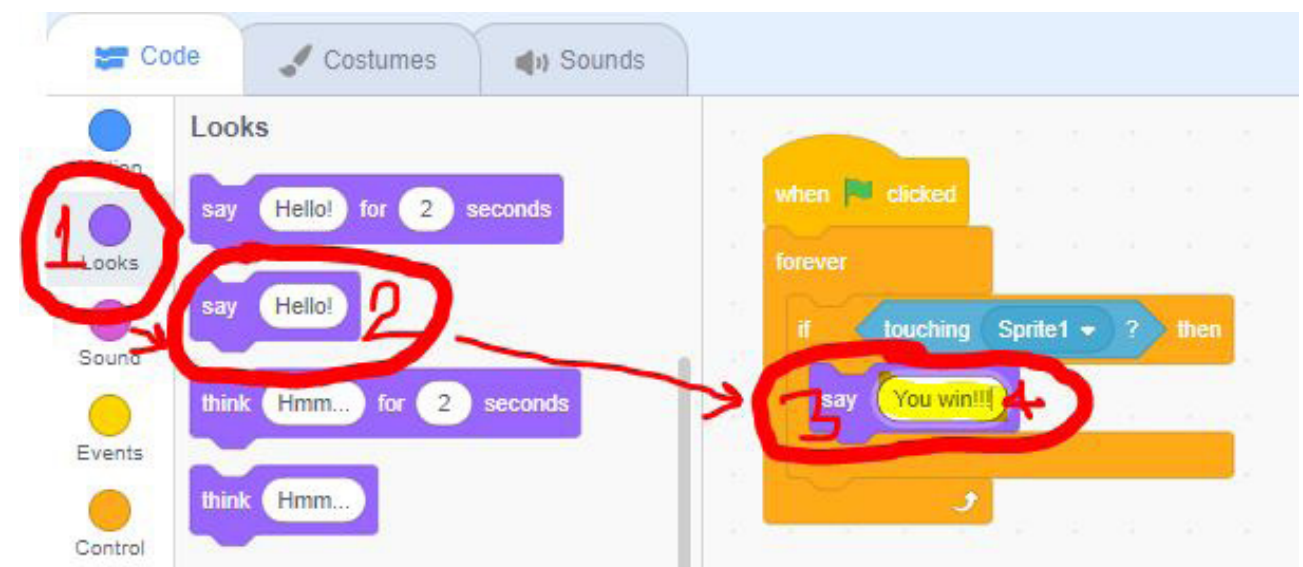 Code Costumes Sounds
Motion
Looks
Sound
Events
Control
Looks
say Hello! for 2 seconds
say Hello!
think Hmm... for 2 seconds
think Hmm...
when clicked
forever
if touching Sprite1 ? then
say You win!!!
1
2
3
4